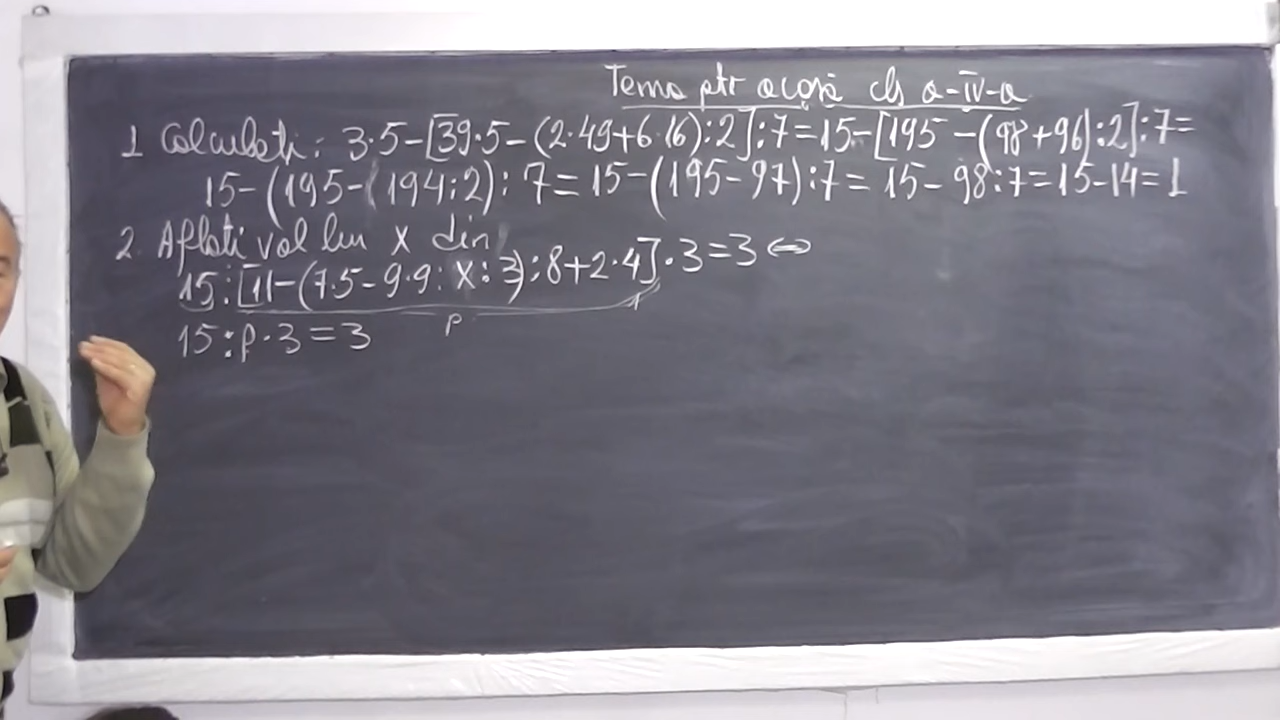 Tema ptr acasă cls a-IV-a
1 Calculati: 3·5-[39·5-(2·49+6·16):2]:7=15-[195-(98+96):2]:7=
15-(195-(194:2):7=15-(195-97):7=15-98:7=15-14=1
2. Aflati val lui x din
15:[11-(7·5-9·9:x:3):8+2·4]·3=3⇔
p
15:p·3=3